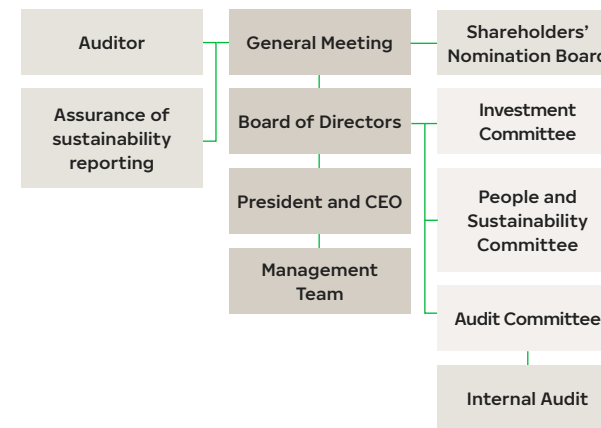 Auditor
General Meeting
Shareholders’
Nomination Board
Assurance of
sustainability
reporting
Board of Directors
Investment
Committee
President and CEO
People and
Sustainability
Committee
Management
Team
Audit Committee
Internal Audit